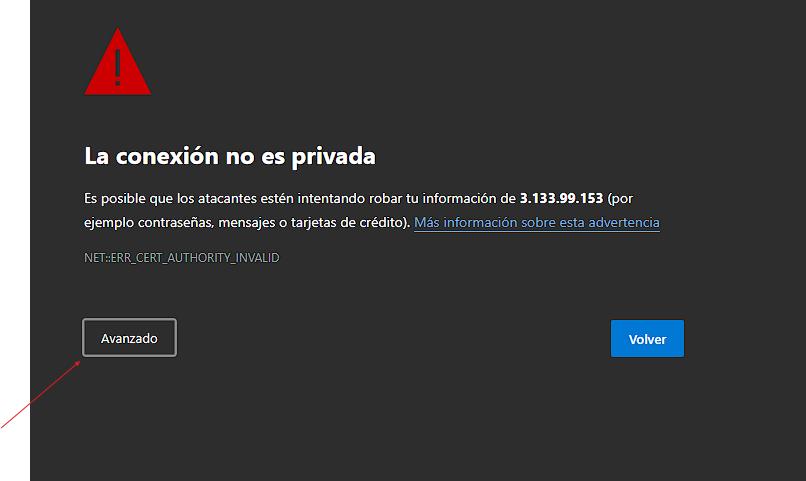 La conexión no es privada
Es posible que los atacantes estén intentando robar tu información de 3.133.99.153 (por
ejemplo contraseñas, mensajes o tarjetas de crédito). Más información sobre esta advertencia
NET::ERR_CERT_AUTHORITY_INVALID
Avanzado
Volver